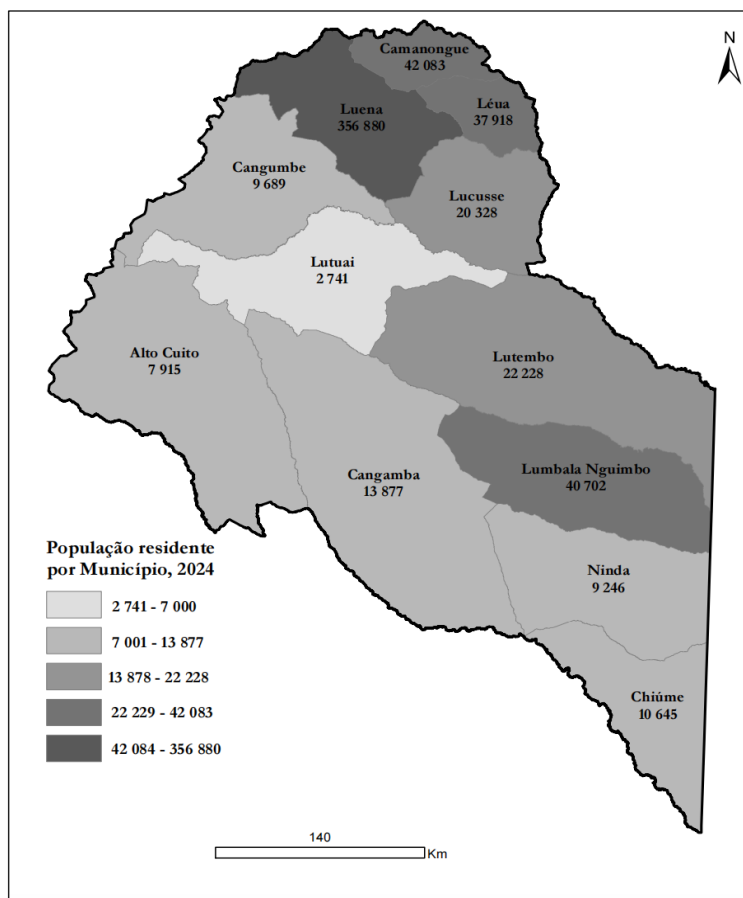 N
Camanongue
42 083
Léua
37 918
Luena
356 880
Cangumbe
9 689
Lucusse
20 328
Lutuai
2 741
Alto Cuito
7 915
Lutembo
22 228
Cangamba
13 877
Lumbala Nguimbo
40 702
Ninda
9 246
Chiúme
10 645
População residente
por Município, 2024
2 741 - 7 000
7 001 - 13 877
13 878 - 22 228
22 229 - 42 083
42 084 - 356 880
140
Km